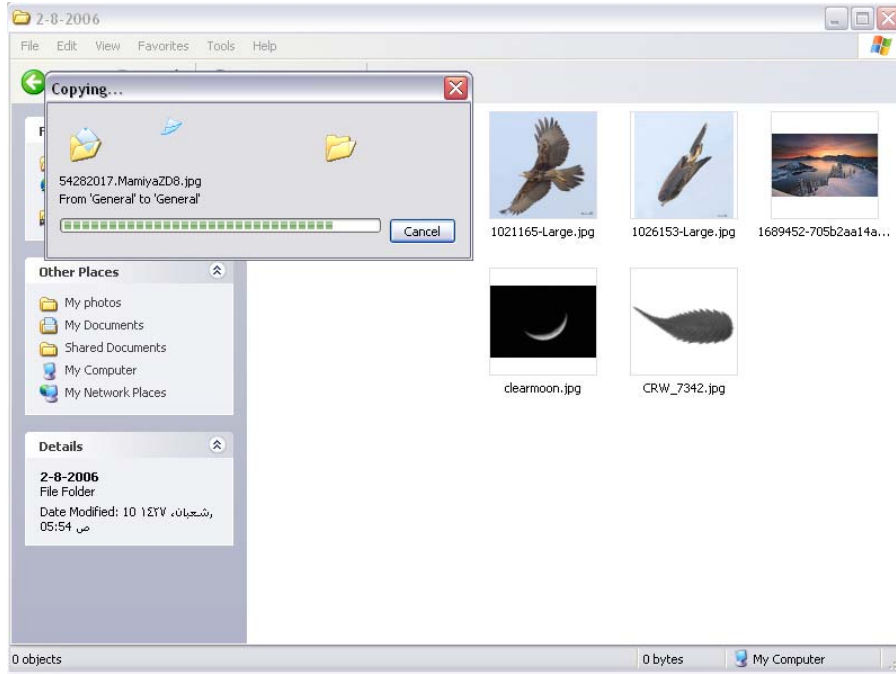 2-8-2006
File Edit View Favorites Tools Help
Copying...
54282017.MamiyaZD8.jpg
From 'General' to 'General'
Cancel
1021165-Large.jpg
1026153-Large.jpg
1689452-705b2aa14a...
clearmoon.jpg
CRW_7342.jpg
Other Places
My photos
My Documents
Shared Documents
My Computer
My Network Places
Details
2-8-2006
File Folder
Date Modified: 10 شعبان، ١٤٢٧,
05:54 ص
0 objects
0 bytes
My Computer